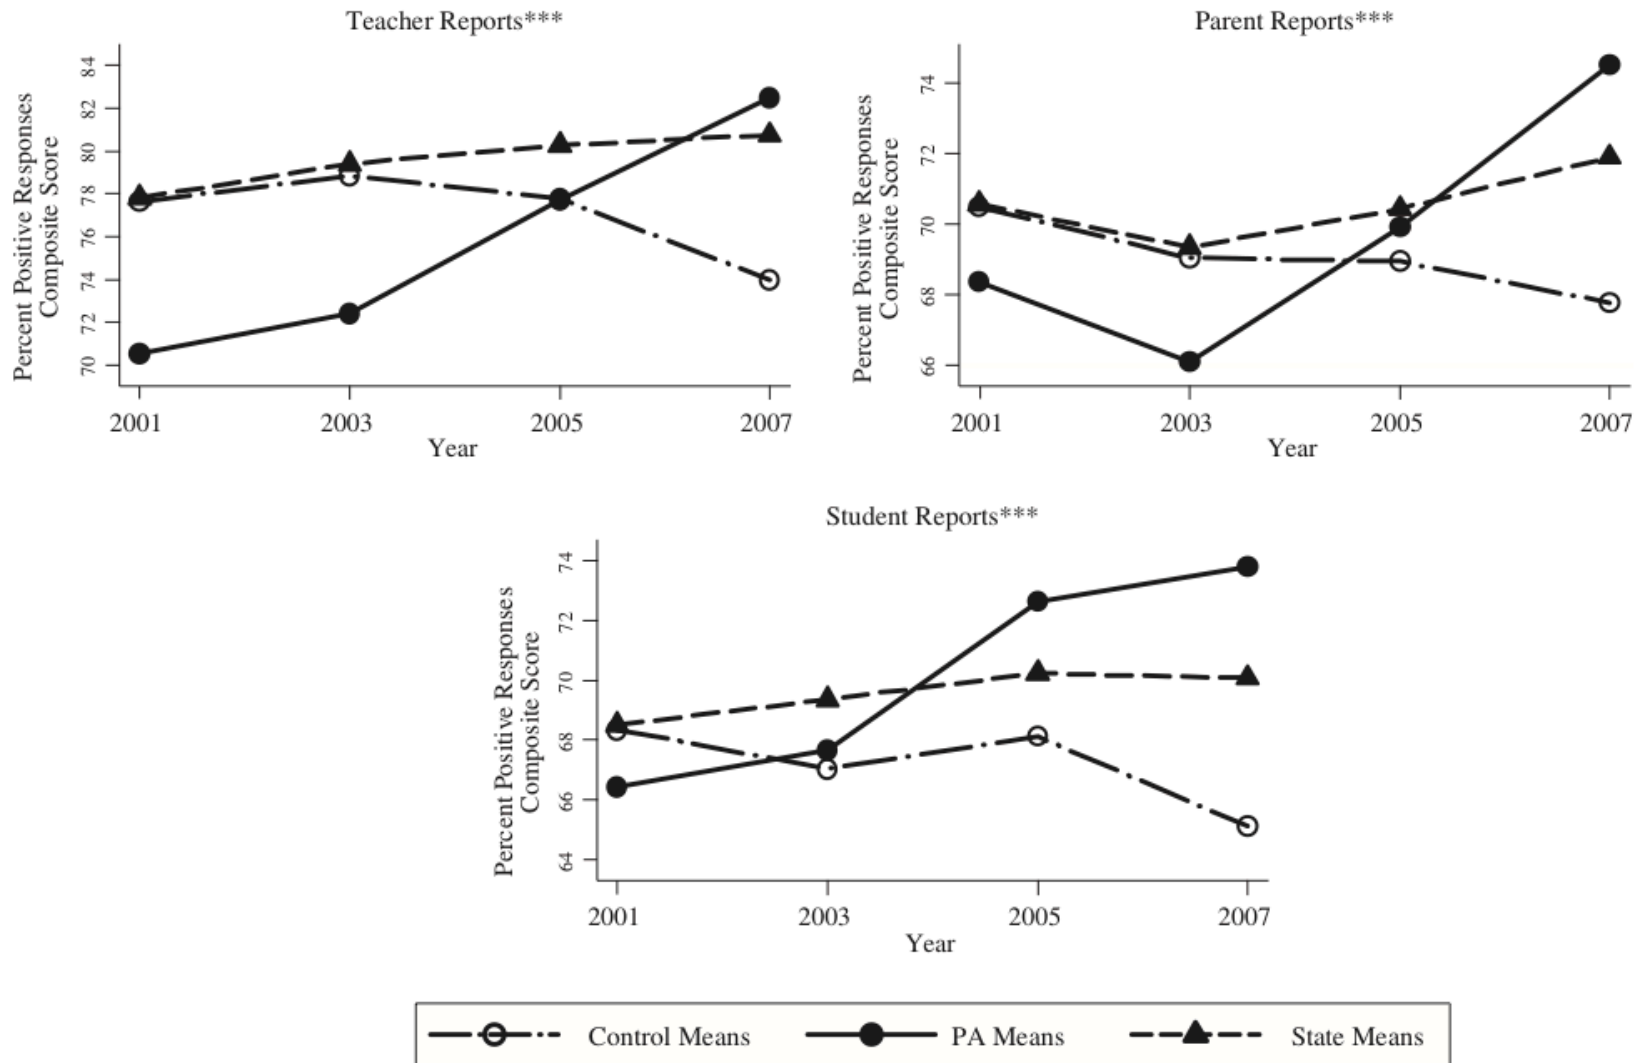 Teacher Reports***
Percent Positive Responses
Composite Score
84
82
80
78
76
74
72
70
2001 2003 2005 2007
Year
Parent Reports***
Percent Positive Responses
Composite Score
74
72
70
68
66
2001 2003 2005 2007
Year
Student Reports***
Percent Positive Responses
Composite Score
74
72
70
68
66
64
2001 2003 2005 2007
Year
Control Means PA Means State Means